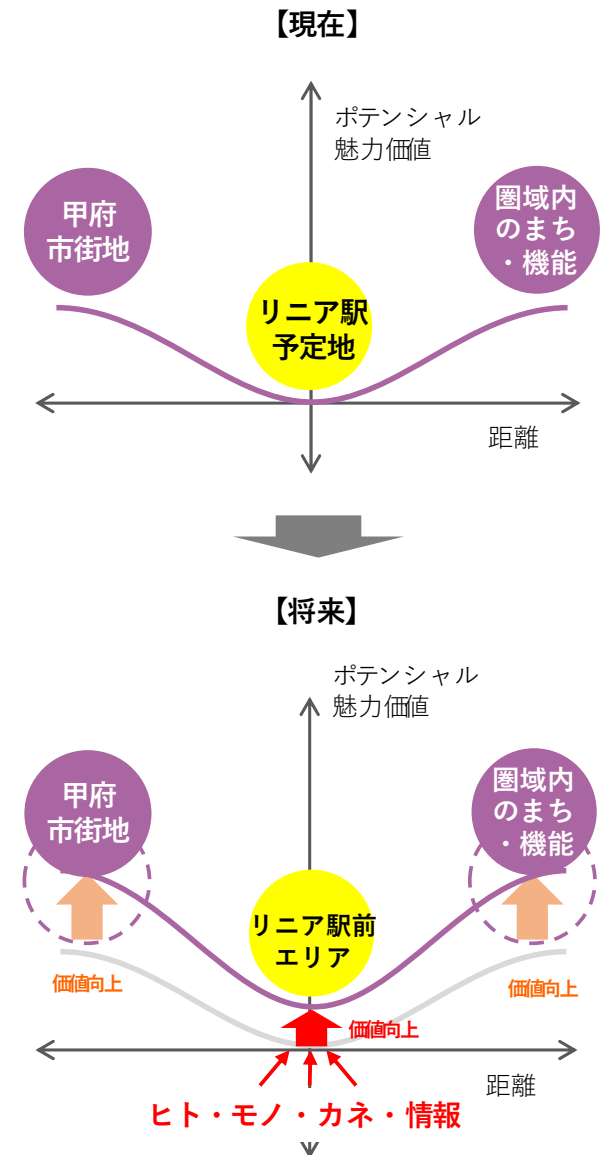 【現在】
ポテンシャル
魅力価値
甲府
市街地
圏域内
のまち
・機能
リニア駅
予定地
距離
【将来】
ポテンシャル
魅力価値
甲府
市街地
圏域内
のまち
・機能
リニア駅前
エリア
価値向上
価値向上
価値向上
距離
ヒト・モノ・カネ・情報